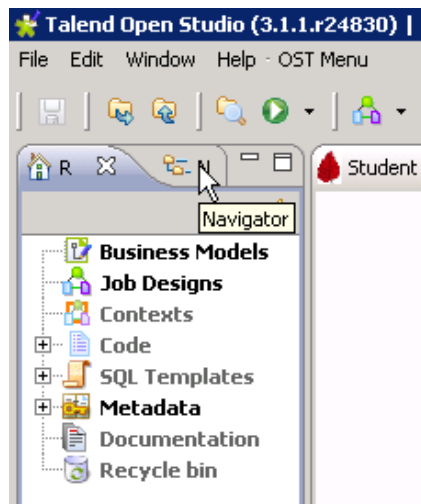 Talend Open Studio (3.1.1.r24830) |
File Edit Window Help - OST Menu
R N Student
Navigator
Business Models
Job Designs
Contexts
Code
SQL Templates
Metadata
Documentation
Recycle bin